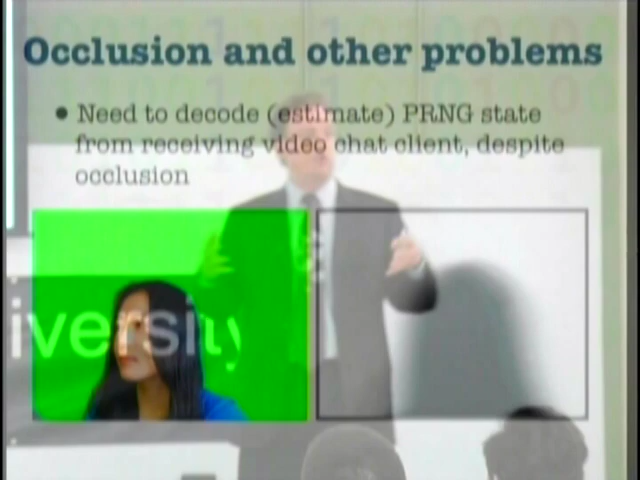 Occlusion and other problems
• Need to decode (estimate) PRNG state
from receiving video chat client, despite
occlusion
iversity